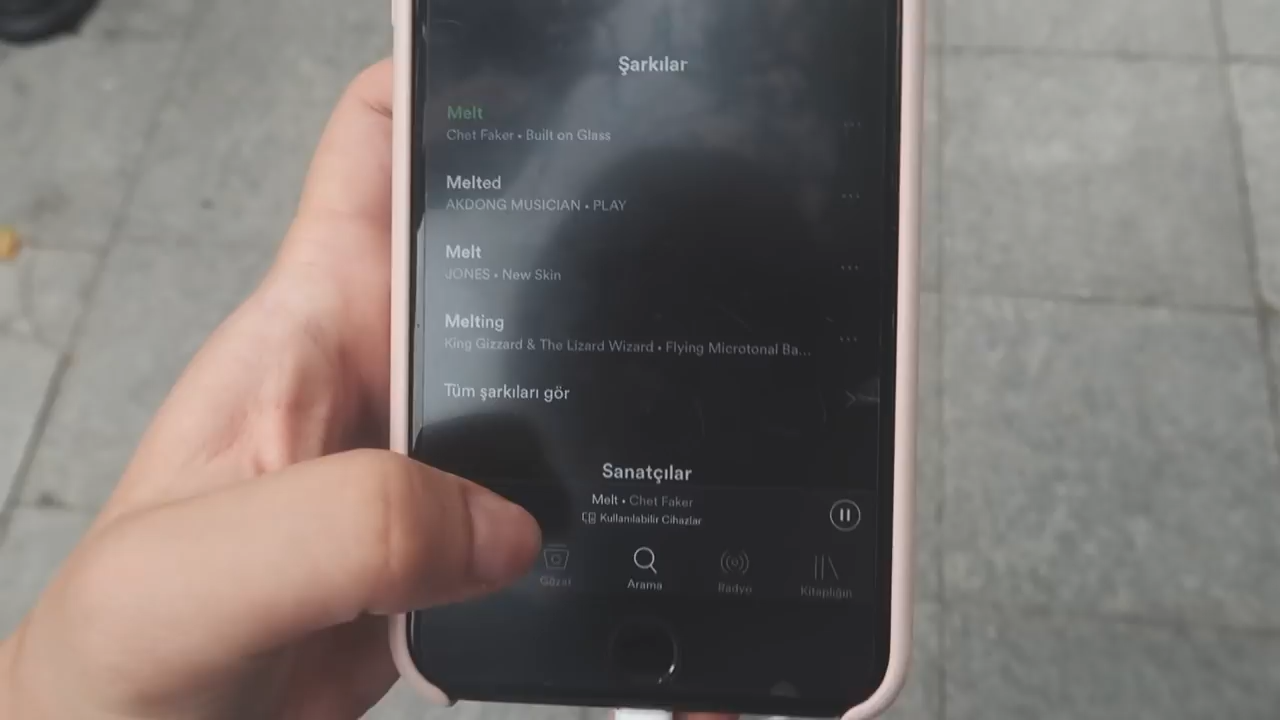 Şarkılar
Melt
Chet Faker • Built on Glass
Melted
AKDONG MUSICIAN • PLAY
Melt
JONES • New Skin
Melting
King Gizzard & The Lizard Wizard • Flying Microtonal Ba...
Tüm şarkıları gör
Sanatçılar
Melt • Chet Faker
Kullanılabilir Cihazlar
Gözat
Arama
Radyo
Kitaplığın